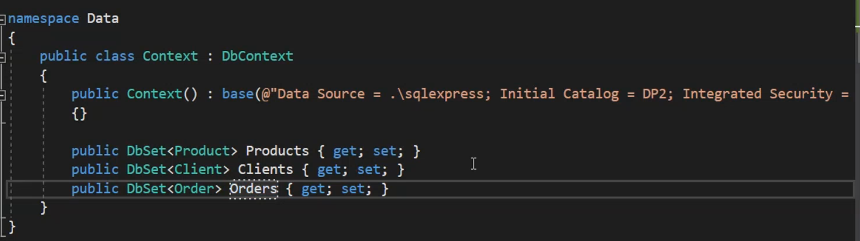 namespace Data
{
public class Context : DbContext
{
public Context() : base(@"Data Source = .\sqlexpress; Initial Catalog = DP2; Integrated Security =
{}
public DbSet<Product> Products { get; set; }
public DbSet<Client> Clients { get; set; }
public DbSet<Order> Orders { get; set; }
}
}